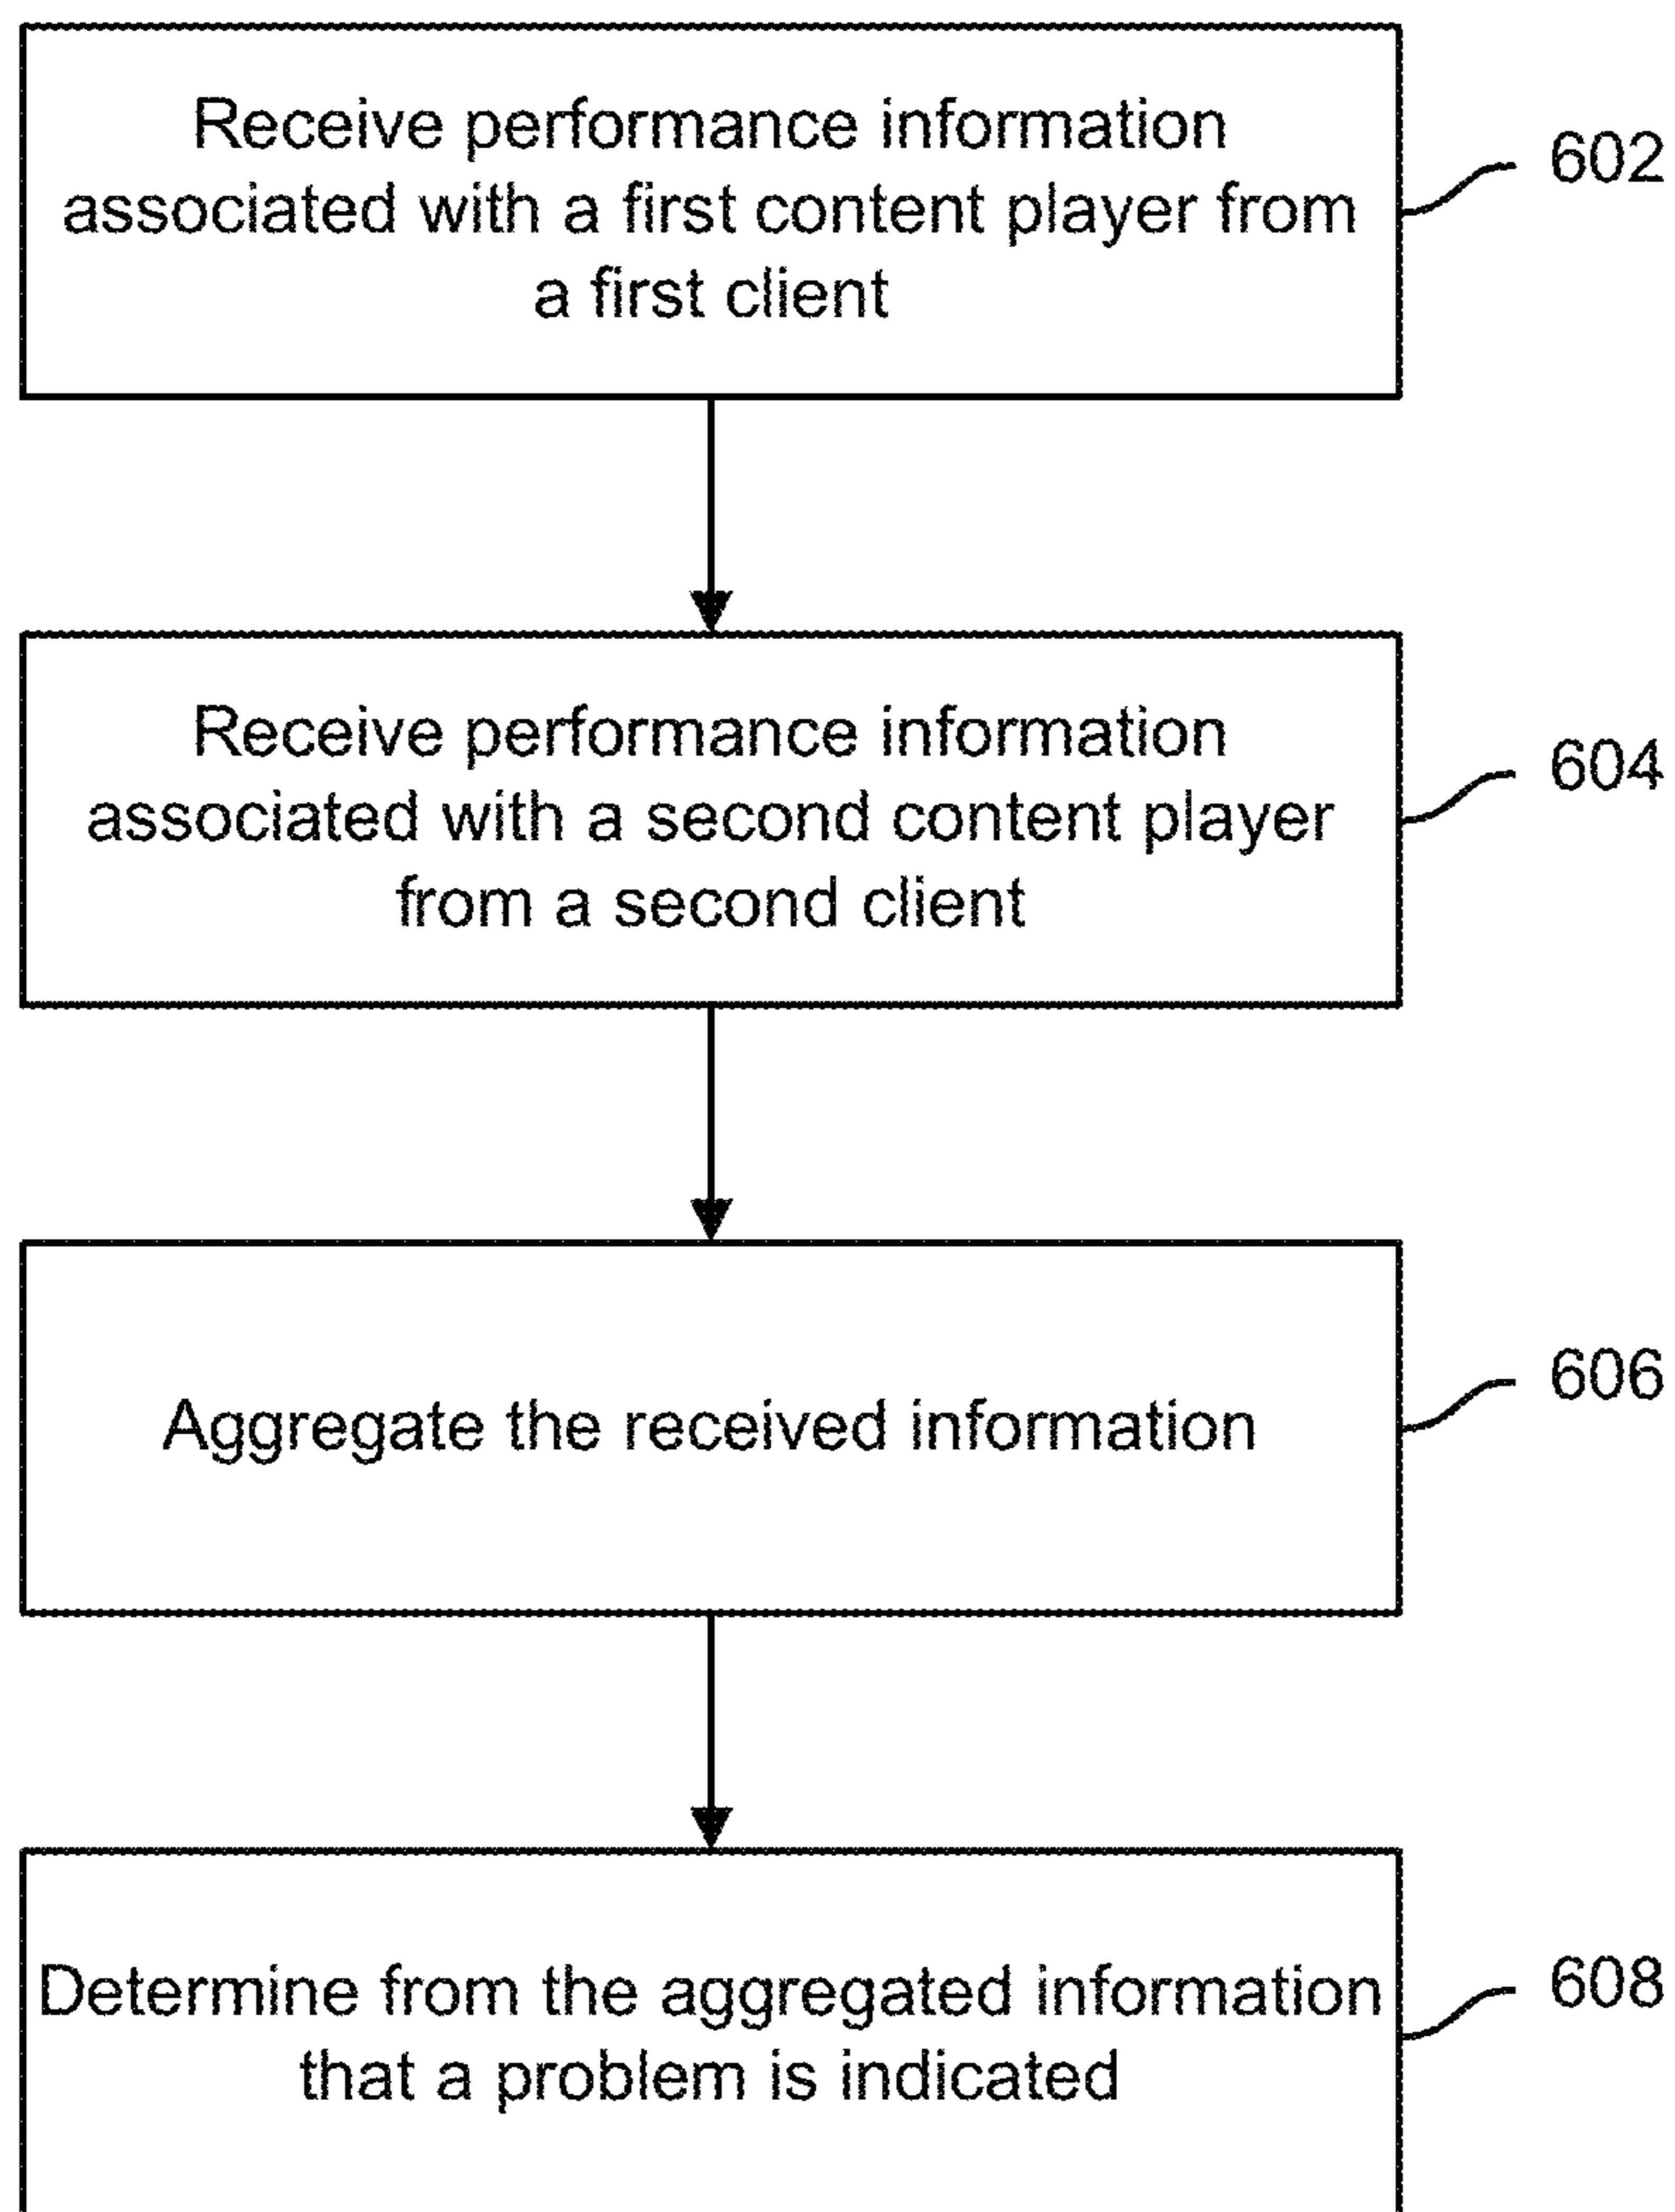 Receive performance information
associated with a first content player from
a first client
602
Receive performance information
associated with a second content player
from a second client
604
Aggregate the received information
606
Determine from the aggregated information
that a problem is indicated
608